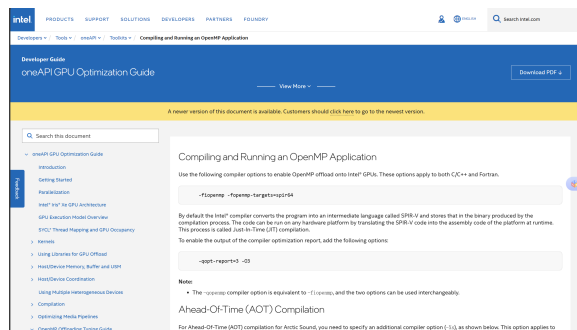 intel
PRODUCTS SUPPORT SOLUTIONS DEVELOPERS PARTNERS FOUNDRY
ENGLISH
Search Intel.com
Developers / Tools / oneAPI / Toolkits / Compiling and Running an OpenMP Application
Developer Guide
oneAPI GPU Optimization Guide
Download PDF
View More
A newer version of this document is available. Customers should click here to go to the newest version.
Search this document
oneAPI GPU Optimization Guide
Introduction
Getting Started
Parallelization
Intel® Iris® Xe GPU Architecture
GPU Execution Model Overview
SYCL* Thread Mapping and GPU Occupancy
Kernels
Using Libraries for GPU Offload
Host/Device Memory, Buffer and USM
Host/Device Coordination
Using Multiple Heterogeneous Devices
Compilation
Optimizing Media Pipelines
OpenMP Offloading Tuning Guide
Feedback
Compiling and Running an OpenMP Application
Use the following compiler options to enable OpenMP offload onto Intel® GPUs. These options apply to both C/C++ and Fortran.
-fiopenmp -fopenmp-targets=spir64
By default the Intel® compiler converts the program into an intermediate language called SPIR-V and stores that in the binary produced by the
compilation process. The code can be run on any hardware platform by translating the SPIR-V code into the assembly code of the platform at runtime.
This process is called Just-In-Time (JIT) compilation.
To enable the output of the compiler optimization report, add the following options:
-qopt-report=3 -O3
Note:
• The -qopenmp compiler option is equivalent to -fiopenmp, and the two options can be used interchangeably.
Ahead-Of-Time (AOT) Compilation
For Ahead-Of-Time (AOT) compilation for Arctic Sound, you need to specify an additional compiler option (-Xs), as shown below. This option applies to